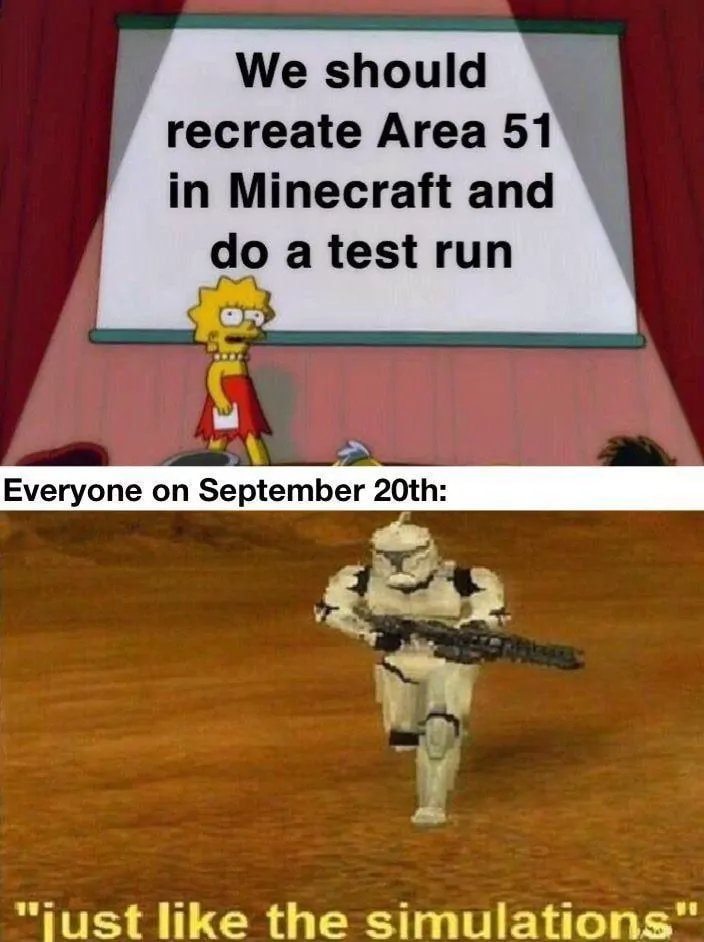 We should
recreate Area 51
in Minecraft and
do a test run
Everyone on September 20th:
"just like the simulations"